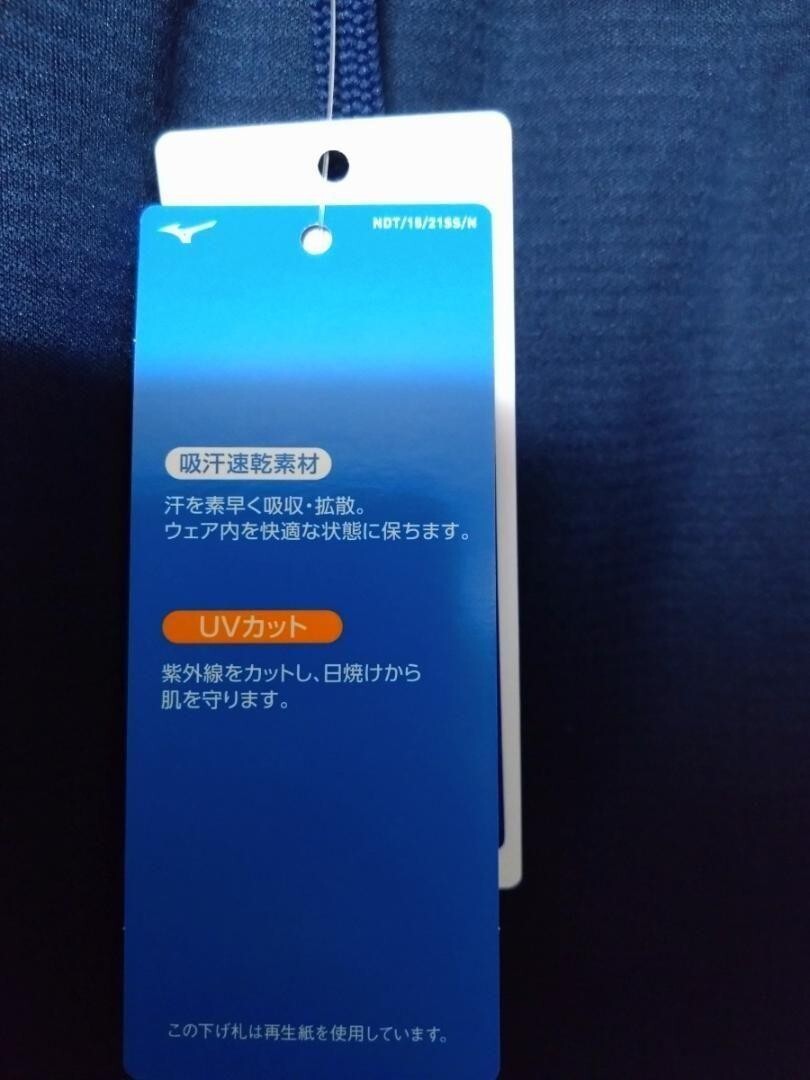 NDT/18/21SS/N
吸汗速乾素材
汗を素早く吸収・拡散。
ウェア内を快適な状態に保ちます。
UVカット
紫外線をカットし、日焼けから
肌を守ります。
この下げ札は再生紙を使用しています。